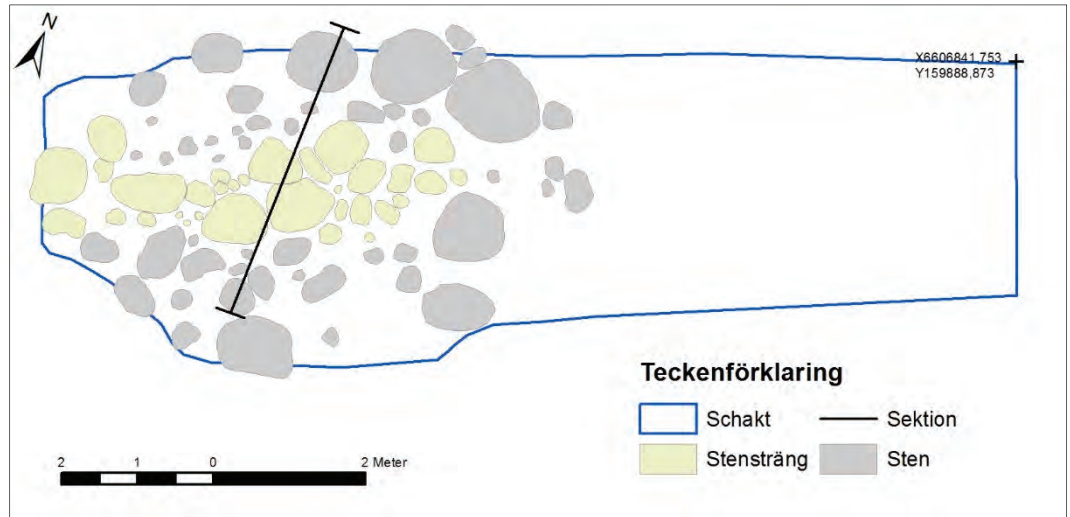 N
X6606841,753
Y159888,873
Teckenförklaring
Schakt Sektion
Stensträng Sten
2 1 0 2 Meter